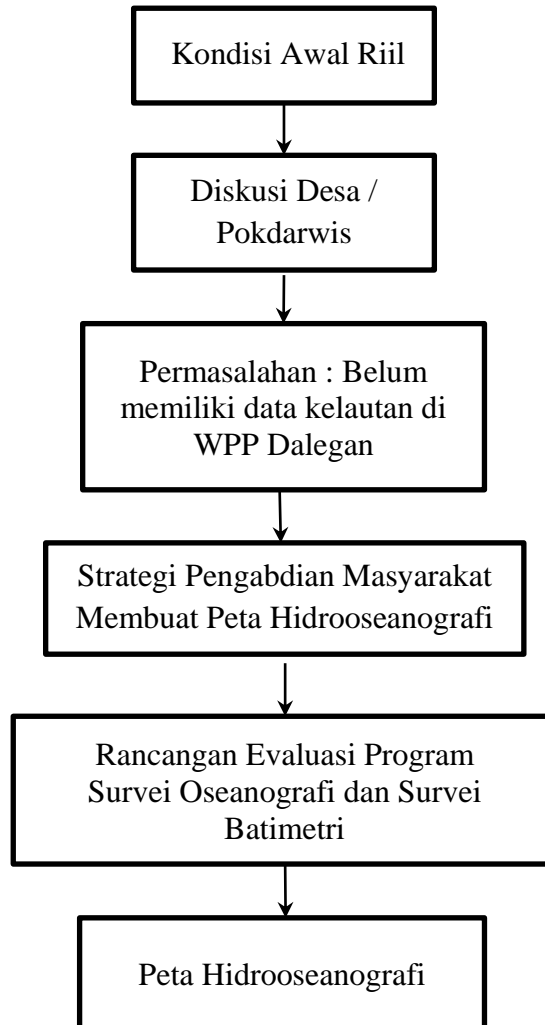 Kondisi Awal Riil
Diskusi Desa /
Pokdarwis
Permasalahan : Belum
memiliki data kelautan di
WPP Dalegan
Strategi Pengabdian Masyarakat
Membuat Peta Hidrooseanografi
Rancangan Evaluasi Program
Survei Oseanografi dan Survei
Batimetri
Peta Hidrooseanografi